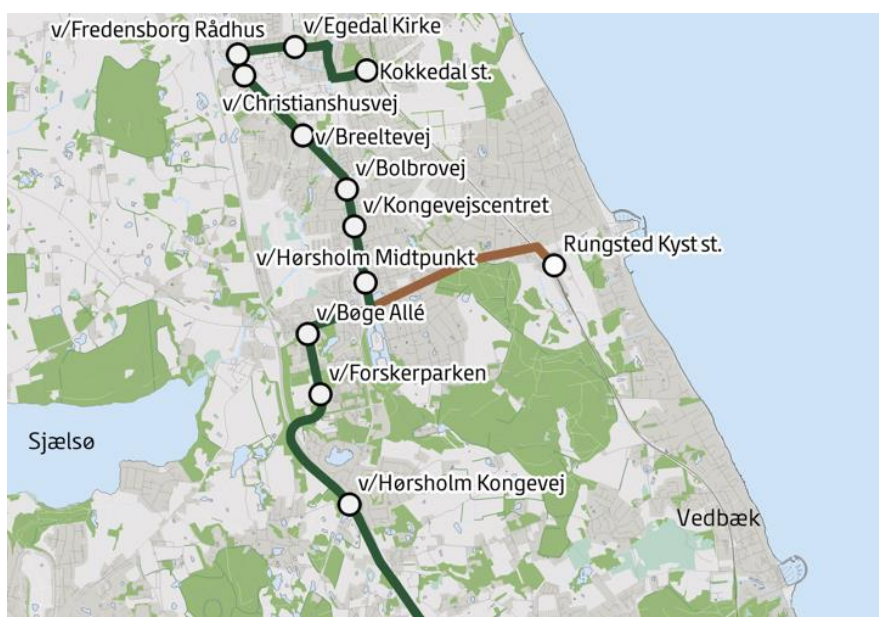 v/Egedal Kirke
v/Fredensborg Rådhus
Kokkedal st.
v/Christianshusvej
v/Breeltevej
v/Bolbrovej
v/Kongevejscentret
Rungsted Kyst st.
v/Hørsholm Midtpunkt
v/Bøge Allé
v/Forskerparken
Sjælsø
v/Hørsholm Kongevej
Vedbæk